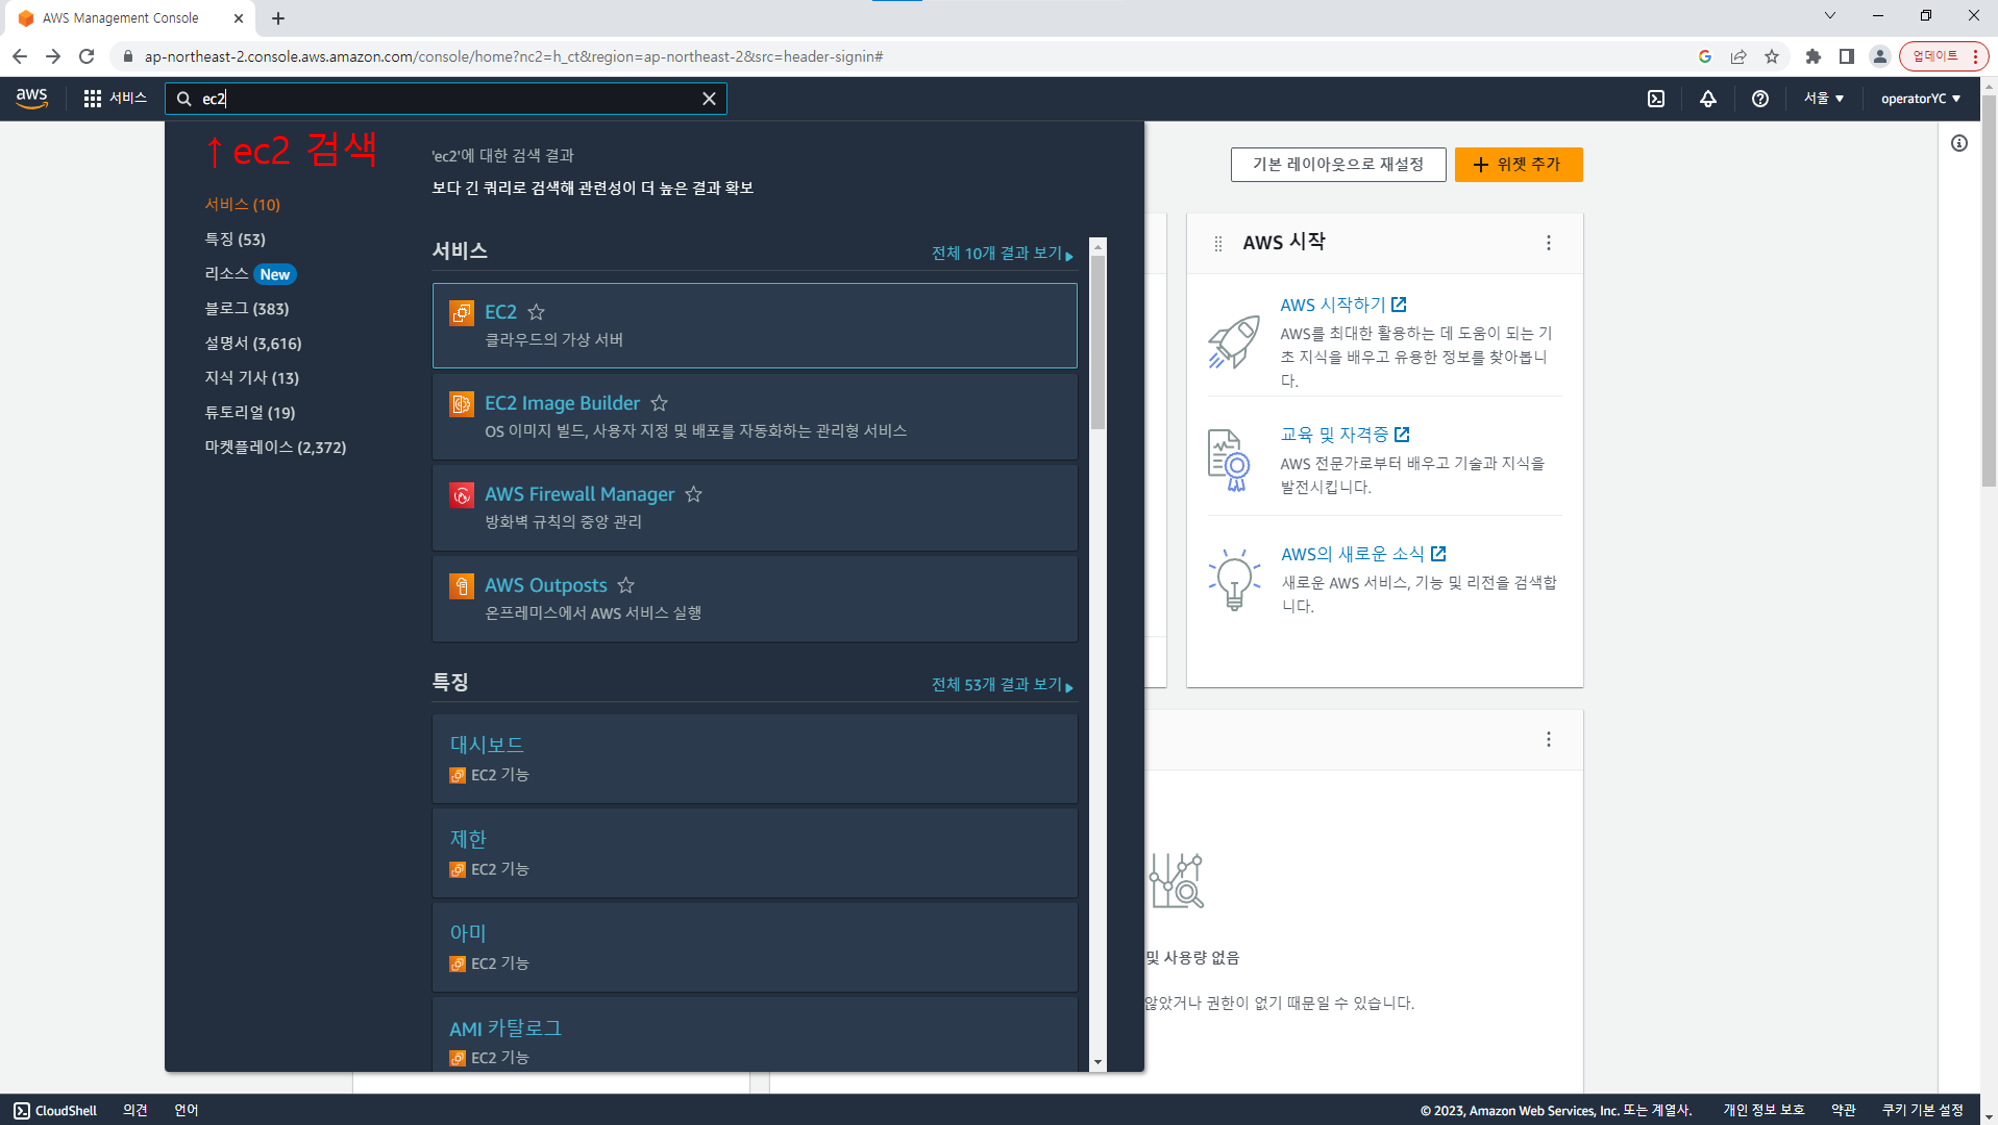 AWS Management Console
ap-northeast-2.console.aws.amazon.com/console/home?nc2=h_ct&region=ap-northeast-2&src=header-signin#
업데이트
aws
서비스
ec2
서울
operatorYC
↑ ec2 검색
서비스 (10)
특징 (53)
리소스 New
블로그 (383)
설명서 (3,616)
지식 기사 (13)
튜토리얼 (19)
마켓플레이스 (2,372)
'ec2'에 대한 검색 결과
보다 긴 쿼리로 검색해 관련성이 더 높은 결과 확보
서비스
전체 10개 결과 보기
EC2
클라우드의 가상 서버
EC2 Image Builder
OS 이미지 빌드, 사용자 지정 및 배포를 자동화하는 관리형 서비스
AWS Firewall Manager
방화벽 규칙의 중앙 관리
AWS Outposts
온프레미스에서 AWS 서비스 실행
특징
전체 53개 결과 보기
대시보드
EC2 기능
제한
EC2 기능
아미
EC2 기능
AMI 카탈로그
EC2 기능
기본 레이아웃으로 재설정
위젯 추가
AWS 시작
AWS 시작하기
AWS를 최대한 활용하는 데 도움이 되는 기
초 지식을 배우고 유용한 정보를 찾아봅니
다.
교육 및 자격증
AWS 전문가로부터 배우고 기술과 지식을
발전시킵니다.
AWS의 새로운 소식
새로운 AWS 서비스, 기능 및 리전을 검색합
니다.
및 사용량 없음
않았거나 권한이 없기 때문일 수 있습니다.
CloudShell
의견
언어
© 2023, Amazon Web Services, Inc. 또는 계열사.
개인 정보 보호
약관
쿠키 기본 설정